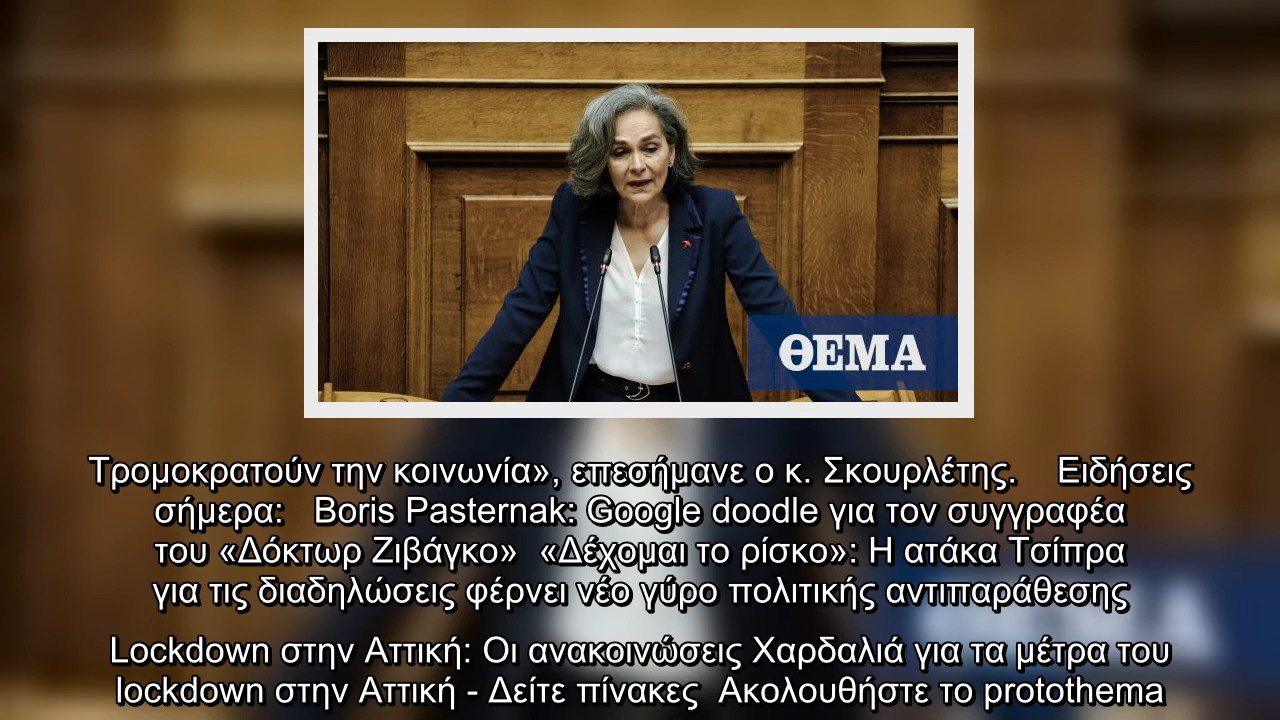 ΘΕΜΑ
Τρομοκρατούν την κοινωνία», επεσήμανε ο κ. Σκουρλέτης.    Ειδήσεις
σήμερα:   Boris Pasternak: Google doodle για τον συγγραφέα
του «Δόκτωρ Ζιβάγκο»  «Δέχομαι το ρίσκο»: Η ατάκα Τσίπρα
για τις διαδηλώσεις φέρνει νέο γύρο πολιτικής αντιπαράθεσης
Lockdown στην Αττική: Οι ανακοινώσεις Χαρδαλιά για τα μέτρα του
lockdown στην Αττική - Δείτε πίνακες  Ακολουθήστε το protothema